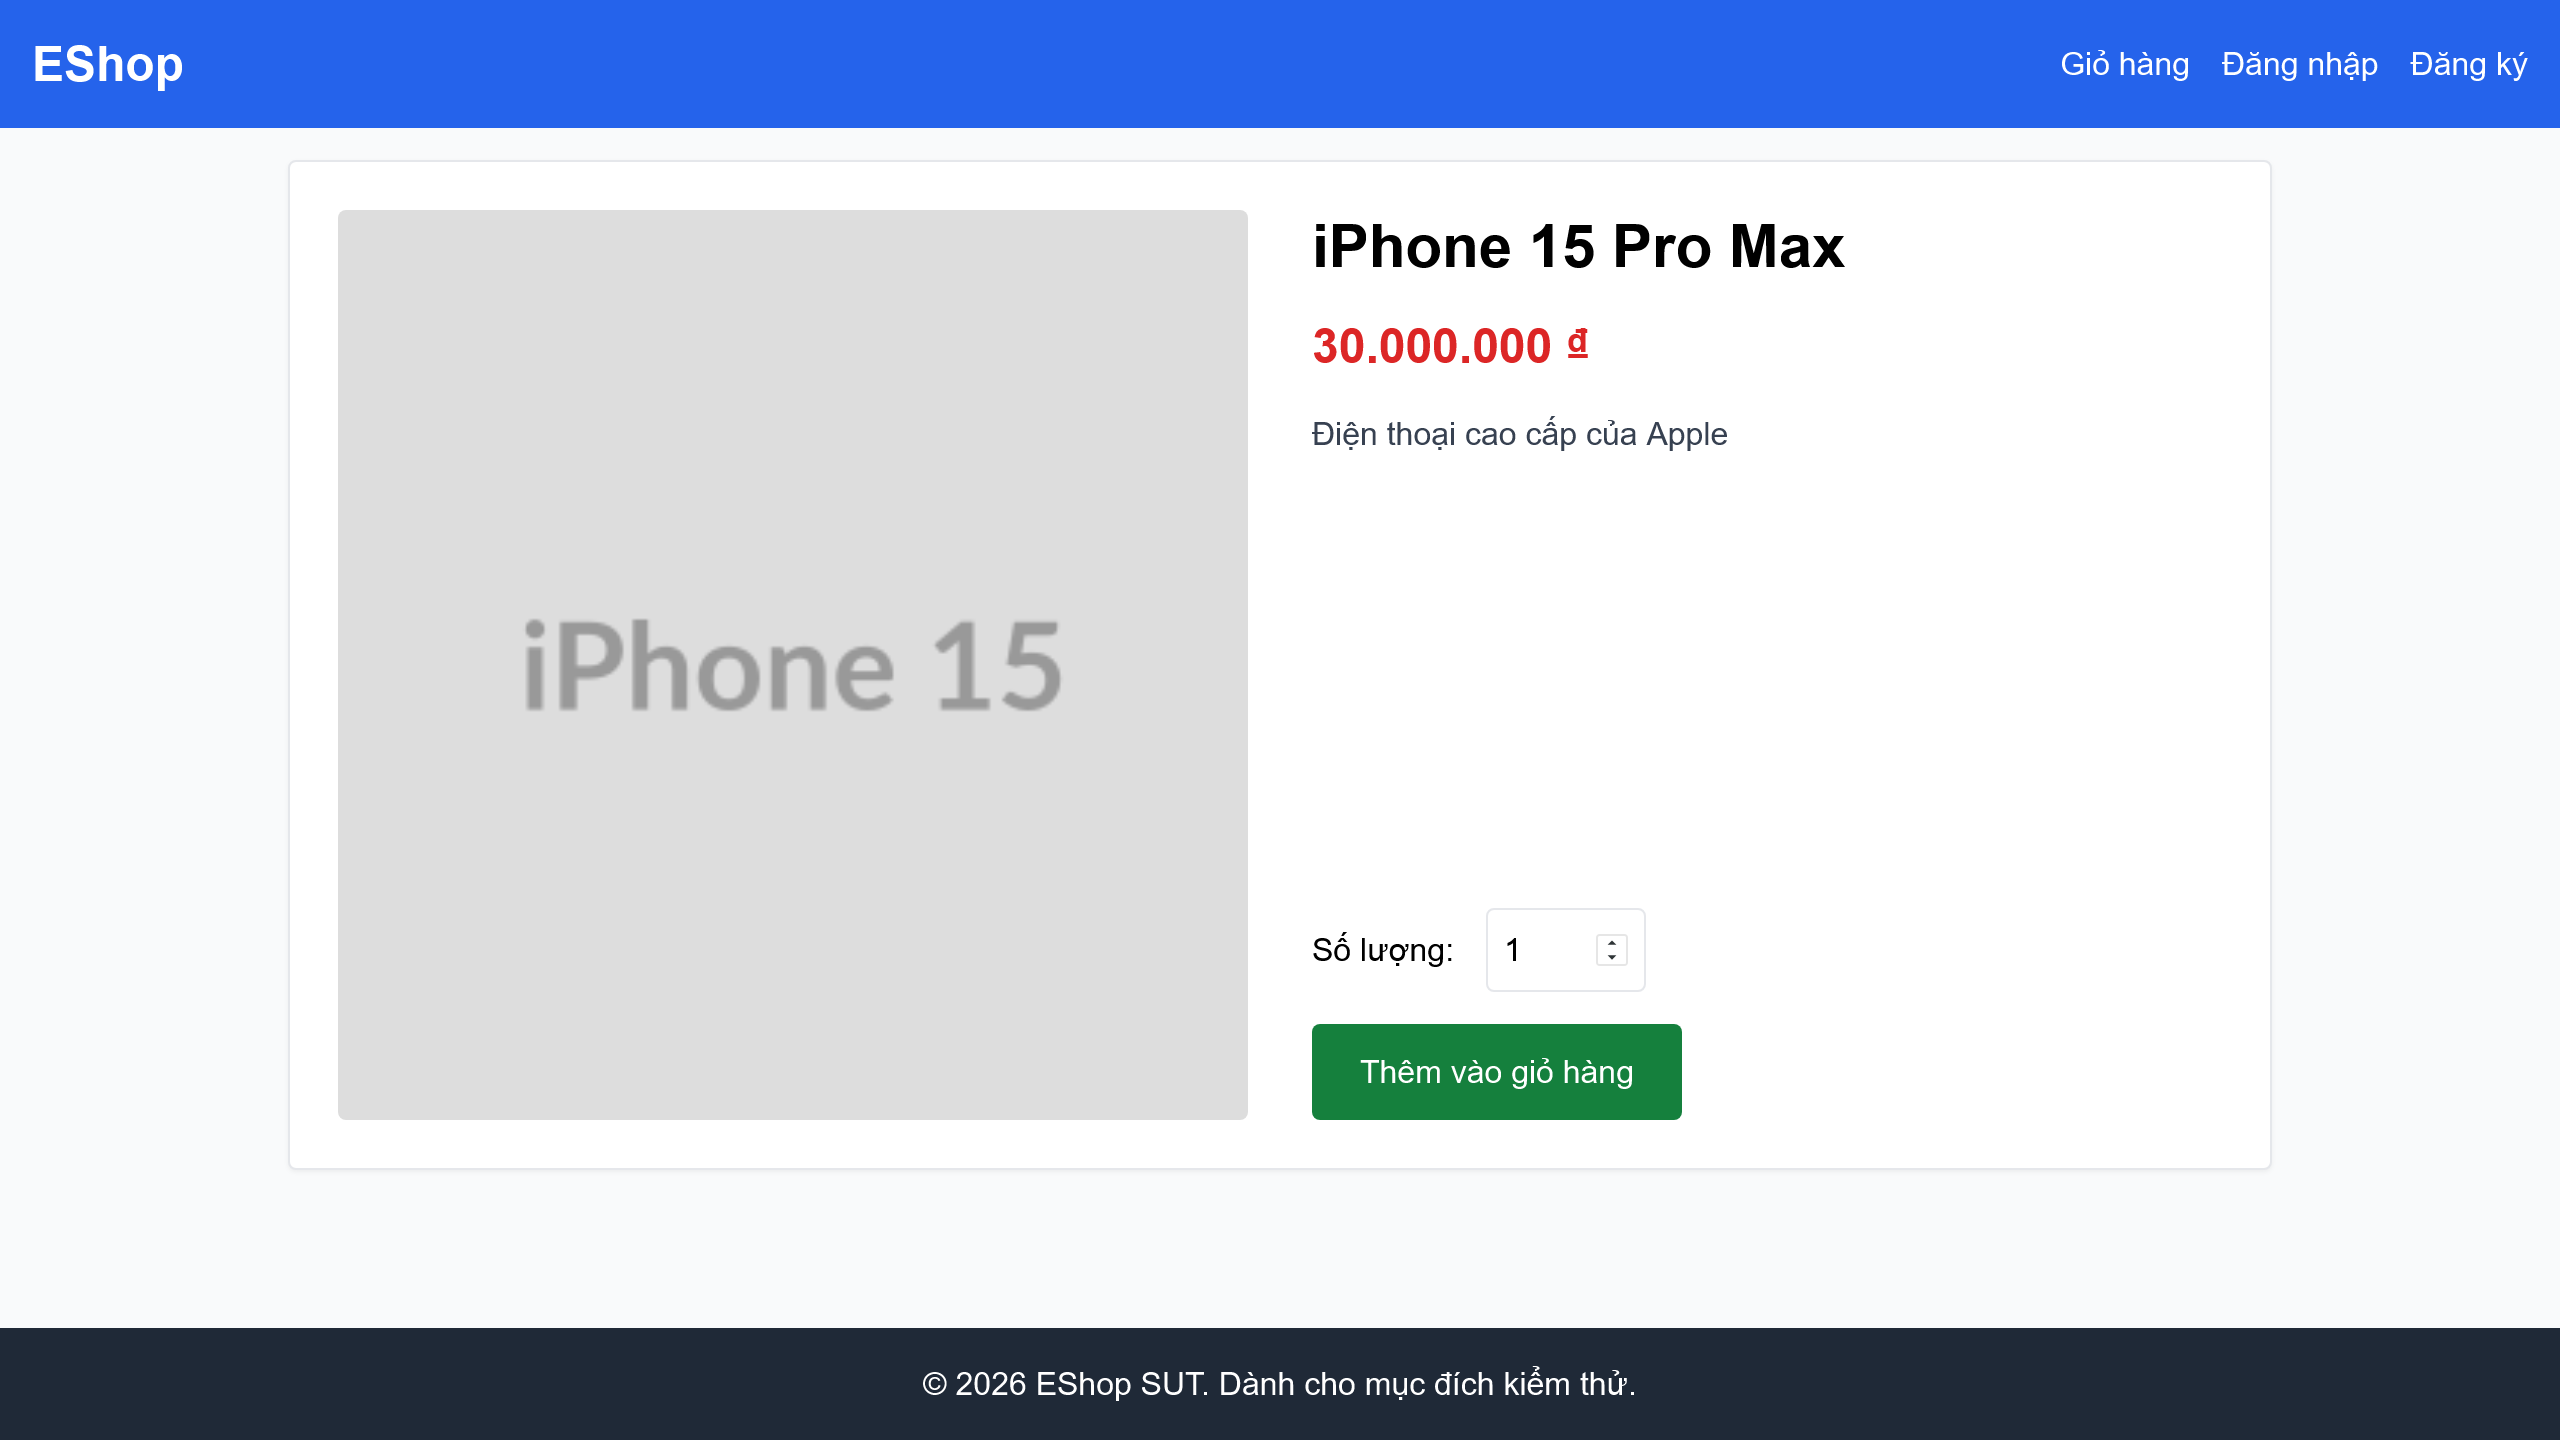 EShop
Giỏ hàng Đăng nhập Đăng ký
iPhone 15
iPhone 15 Pro Max
30.000.000 ₫
Điện thoại cao cấp của Apple
Số lượng: 1
Thêm vào giỏ hàng
© 2026 EShop SUT. Dành cho mục đích kiểm thử.